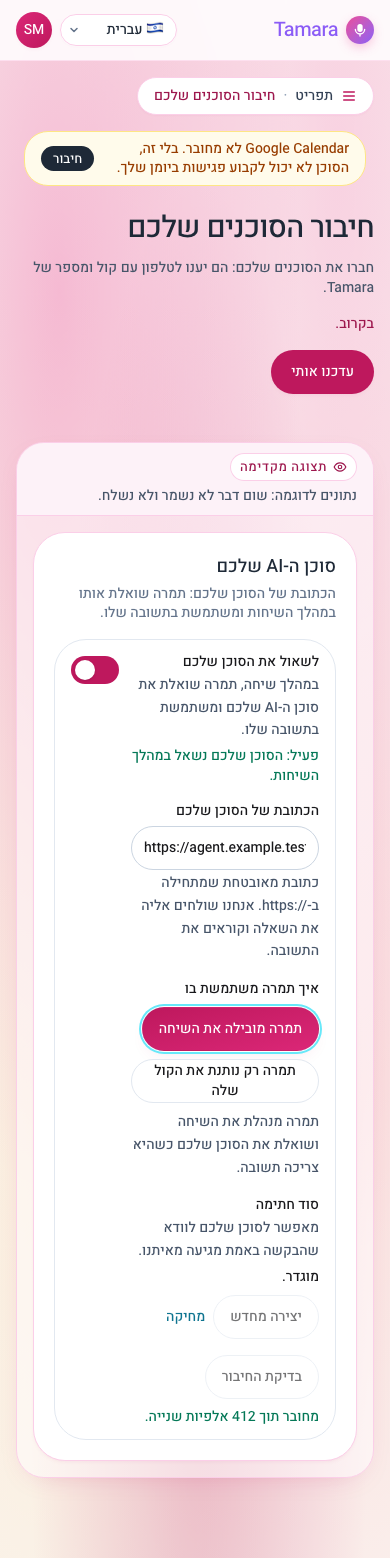 Tamara
עברית
SM
תפריט · חיבור הסוכנים שלכם
Google Calendar לא מחובר. בלי זה,
הסוכן לא יכול לקבוע פגישות ביומן שלך.
חיבור
חיבור הסוכנים שלכם
חברו את הסוכנים שלכם: הם יענו לטלפון עם קול ומספר של
Tamara.
בקרוב.
עדכנו אותי
תצוגה מקדימה
נתונים לדוגמה: שום דבר לא נשמר ולא נשלח.
סוכן ה-AI שלכם
הכתובת של הסוכן שלכם: תמרה שואלת אותו
במהלך השיחות ומשתמשת בתשובה שלו.
לשאול את הסוכן שלכם
במהלך שיחה, תמרה שואלת את
סוכן ה-AI שלכם ומשתמשת
בתשובה שלו.
פעיל: הסוכן שלכם נשאל במהלך
השיחות.
הכתובת של הסוכן שלכם
https://agent.example.tes
כתובת מאובטחת שמתחילה
ב-https://. אנחנו שולחים אליה
את השאלה וקוראים את
התשובה.
איך תמרה משתמשת בו
תמרה מובילה את השיחה
תמרה רק נותנת את הקול
שלה
תמרה מנהלת את השיחה
ושואלת את הסוכן שלכם כשהיא
צריכה תשובה.
סוד חתימה
מאפשר לסוכן שלכם לוודא
שהבקשה באמת מגיעה מאיתנו.
מוגדר.
יצירה מחדש
מחיקה
בדיקת החיבור
מחובר תוך 412 אלפיות שנייה.